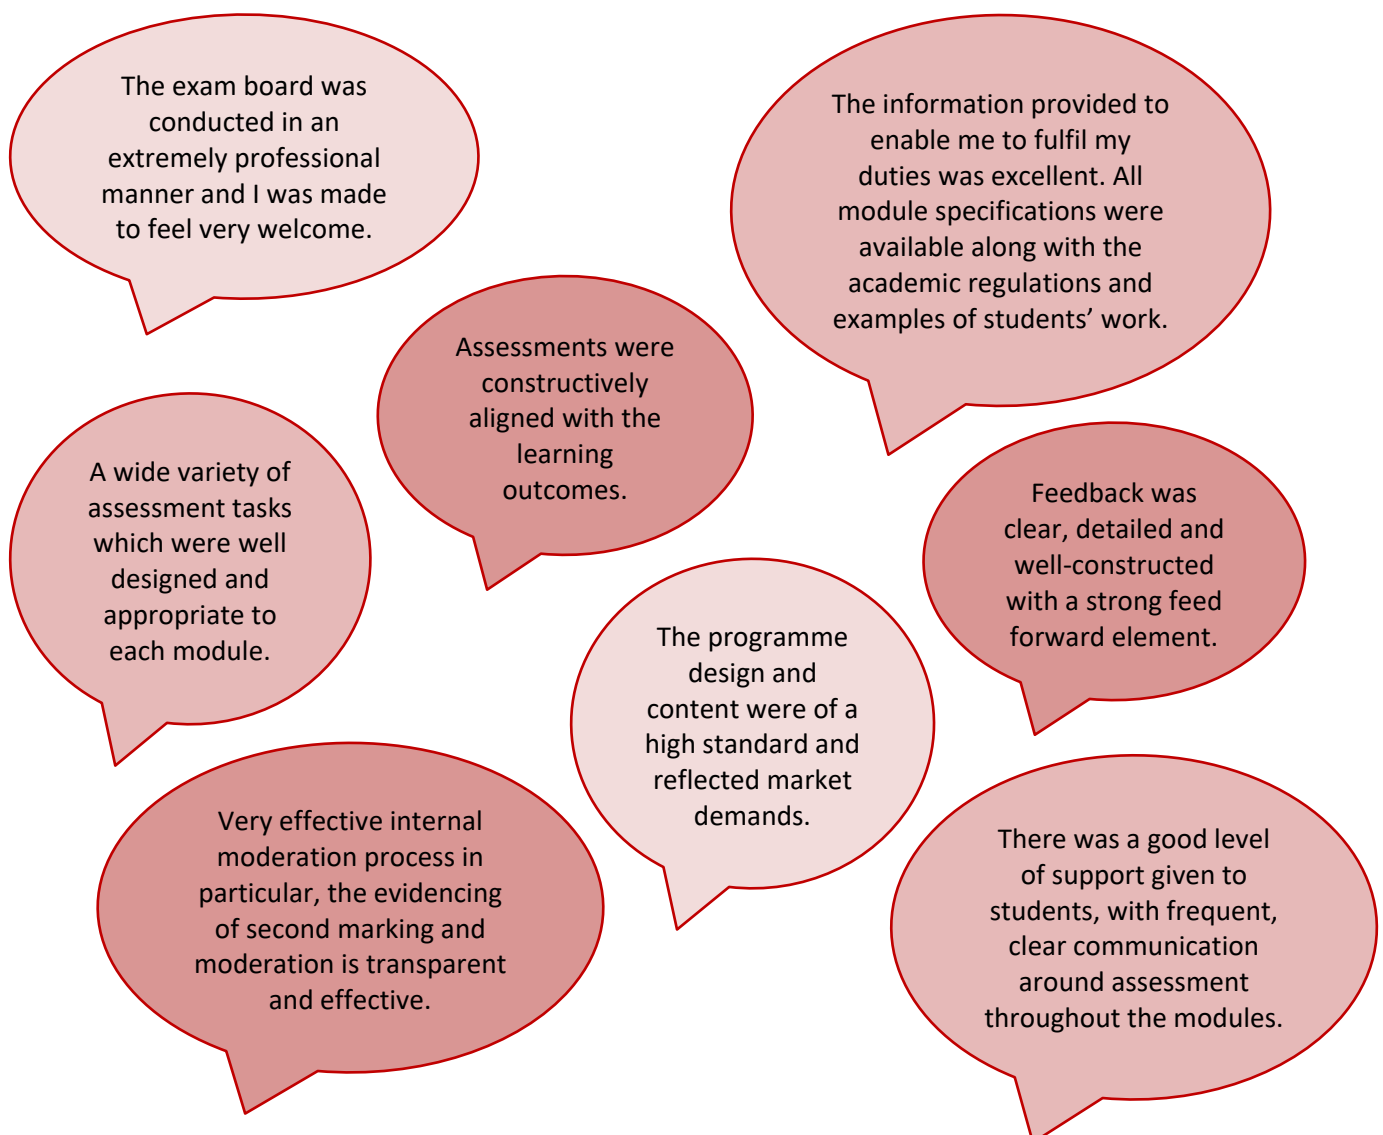 The exam board was
conducted in an
extremely professional
manner and I was made
to feel very welcome.
The information provided to
enable me to fulfil my
duties was excellent. All
module specifications were
available along with the
academic regulations and
examples of students’ work.
Assessments were
constructively
aligned with the
learning
outcomes.
A wide variety of
assessment tasks
which were well
designed and
appropriate to
each module.
Feedback was
clear, detailed and
well-constructed
with a strong feed
forward element.
The programme
design and
content were of a
high standard and
reflected market
demands.
Very effective internal
moderation process in
particular, the evidencing
of second marking and
moderation is transparent
and effective.
There was a good level
of support given to
students, with frequent,
clear communication
around assessment
throughout the modules.